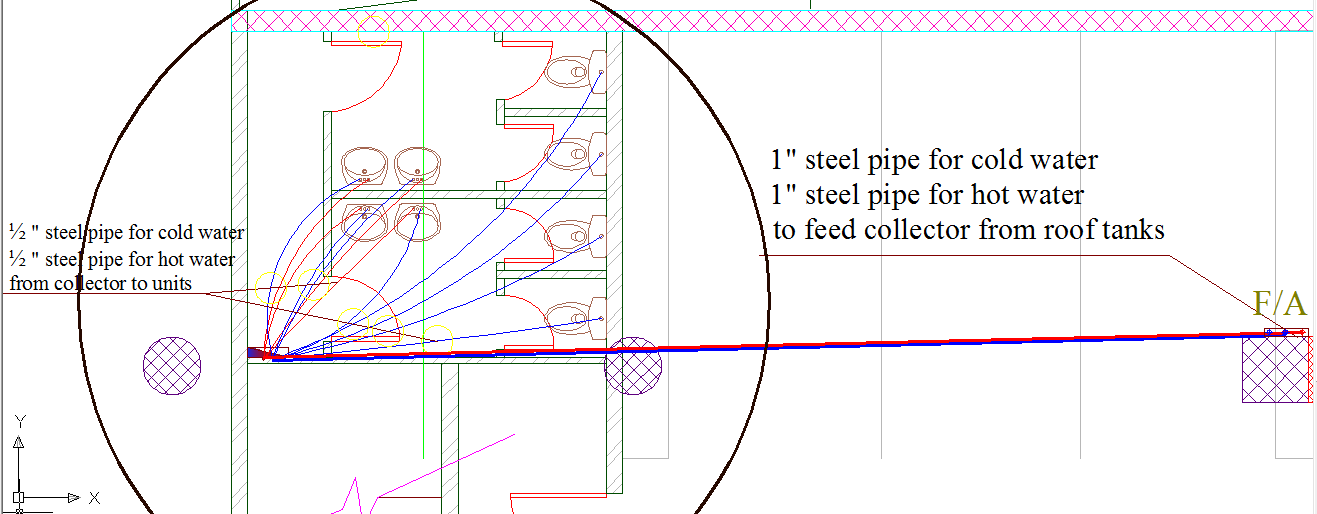 1" steel pipe for cold water
1" steel pipe for hot water
to feed collector from roof tanks
½ " steel pipe for cold water
½ " steel pipe for hot water
from collector to units
F/A
Y
X